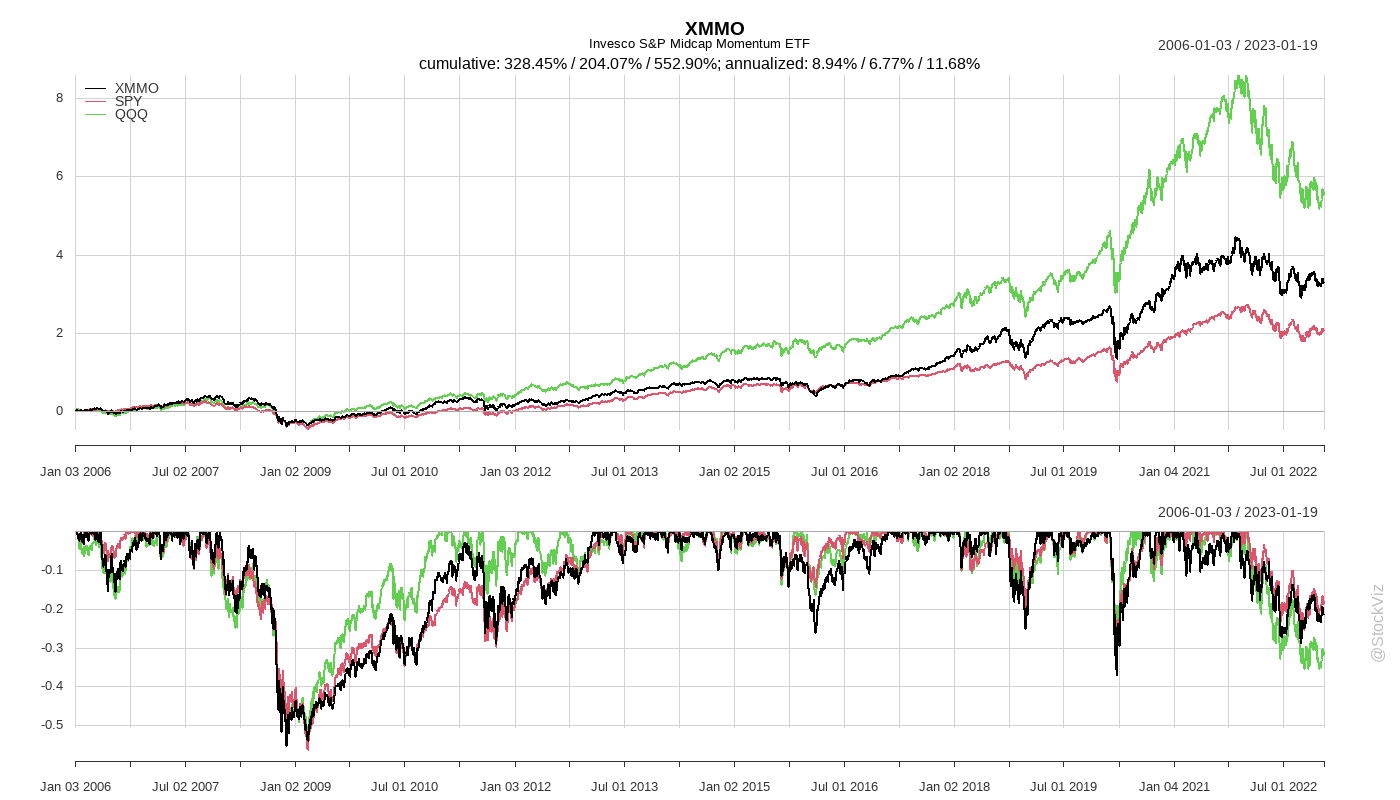 XMMO
Invesco S&P Midcap Momentum ETF
2006-01-03 / 2023-01-19
cumulative: 328.45% / 204.07% / 552.90%; annualized: 8.94% / 6.77% / 11.68%
XMMO
SPY
QQQ
8
6
4
2
0
Jan 03 2006 Jul 02 2007 Jan 02 2009 Jul 01 2010 Jan 03 2012 Jul 01 2013 Jan 02 2015 Jul 01 2016 Jan 02 2018 Jul 01 2019 Jan 04 2021 Jul 01 2022
2006-01-03 / 2023-01-19
-0.1
-0.2
-0.3
-0.4
-0.5
Jan 03 2006 Jul 02 2007 Jan 02 2009 Jul 01 2010 Jan 03 2012 Jul 01 2013 Jan 02 2015 Jul 01 2016 Jan 02 2018 Jul 01 2019 Jan 04 2021 Jul 01 2022
@StockViz